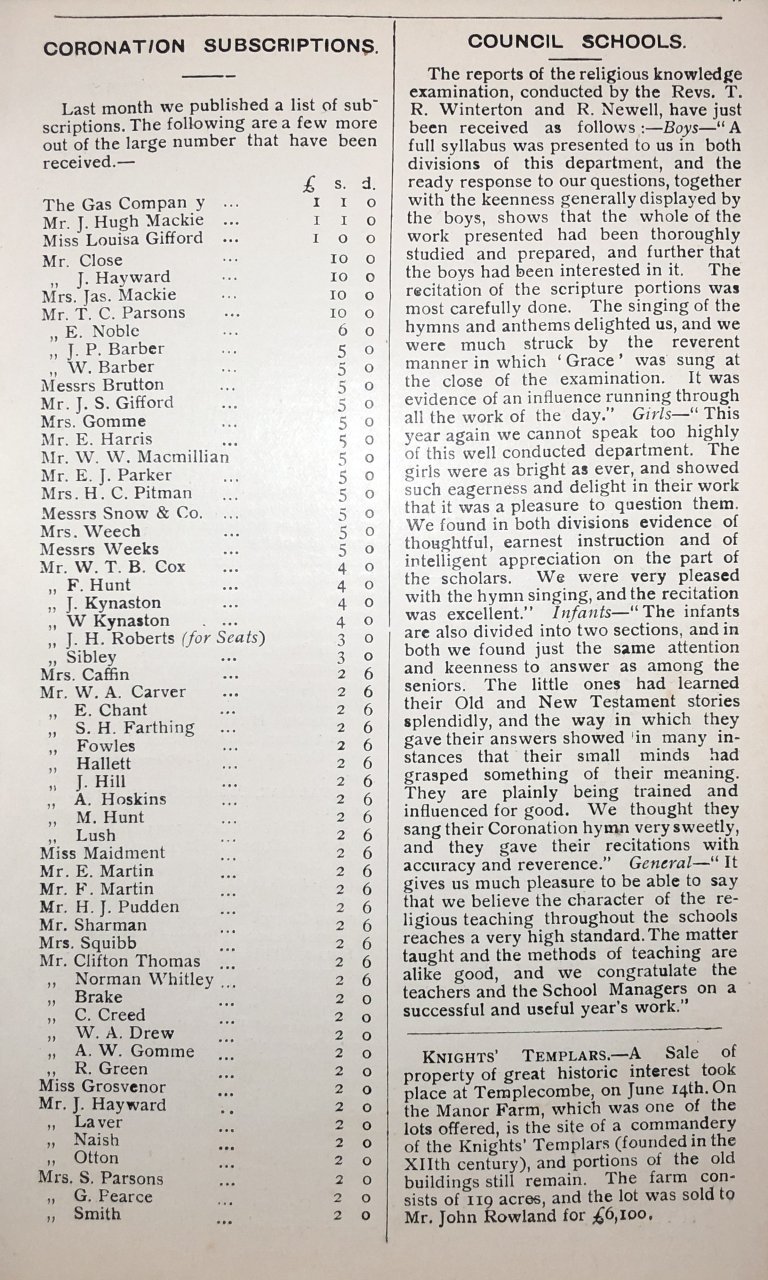 CORONATION SUBSCRIPTIONS.
Last month we published a list of sub-
scriptions. The following are a few more
out of the large number that have been
received.—
£ s. d.
The Gas Compan y ... 1 1 0
Mr. J. Hugh Mackie ... 1 1 0
Miss Louisa Gifford ... 1 0 0
Mr. Close ... 10 0
„ J. Hayward ... 10 0
Mrs. Jas. Mackie ... 10 0
Mr. T. C. Parsons ... 10 0
„ E. Noble ... 6 0
„ J. P. Barber ... 5 0
„ W. Barber ... 5 0
Messrs Brutton ... 5 0
Mr. J. S. Gifford ... 5 0
Mrs. Gomme ... 5 0
Mr. E. Harris ... 5 0
Mr. W. W. Macmillian 5 0
Mr. E. J. Parker ... 5 0
Mrs. H. C. Pitman ... 5 0
Messrs Snow & Co. ... 5 0
Mrs. Weech ... 5 0
Messrs Weeks ... 5 0
Mr. W. T. B. Cox ... 4 0
„ F. Hunt ... 4 0
„ J. Kynaston ... 4 0
„ W Kynaston . ... 4 0
„ J. H. Roberts (for Seats) 3 0
„ Sibley ... 3 0
Mrs. Caffin ... 2 6
Mr. W. A. Carver ... 2 6
„ E. Chant ... 2 6
„ S. H. Farthing ... 2 6
„ Fowles ... 2 6
„ Hallett ... 2 6
„ J. Hill ... 2 6
„ A. Hoskins ... 2 6
„ M. Hunt ... 2 6
„ Lush ... 2 6
Miss Maidment ... 2 6
Mr. E. Martin ... 2 6
Mr. F. Martin ... 2 6
Mr. H. J. Pudden ... 2 6
Mr. Sharman ... 2 6
Mrs. Squibb ... 2 6
Mr. Clifton Thomas ... 2 6
„ Norman Whitley ... 2 6
„ Brake ... 2 0
„ C. Creed ... 2 0
„ W. A. Drew ... 2 0
„ A. W. Gomme ... 2 0
„ R. Green ... 2 0
Miss Grosvenor ... 2 0
Mr. J. Hayward .. 2 0
„ Laver ... 2 0
„ Naish ... 2 0
„ Otton ... 2 0
Mrs. S. Parsons ... 2 0
„ G. Pearce ... 2 0
„ Smith ... 2 0
COUNCIL SCHOOLS.
The reports of the religious knowledge
examination, conducted by the Revs. T.
R. Winterton and R. Newell, have just
been received as follows :—Boys—“ A
full syllabus was presented to us in both
divisions of this department, and the
ready response to our questions, together
with the keenness generally displayed by
the boys, shows that the whole of the
work presented had been thoroughly
studied and prepared, and further that
the boys had been interested in it. The
recitation of the scripture portions was
most carefully done. The singing of the
hymns and anthems delighted us, and we
were much struck by the reverent
manner in which ‘ Grace ’ was sung at
the close of the examination. It was
evidence of an influence running through
all the work of the day.” Girls—“ This
year again we cannot speak too highly
of this well conducted department. The
girls were as bright as ever, and showed
such eagerness and delight in their work
that it was a pleasure to question them.
We found in both divisions evidence of
thoughtful, earnest instruction and of
intelligent appreciation on the part of
the scholars. We were very pleased
with the hymn singing, and the recitation
was excellent.” Infants—“ The infants
are also divided into two sections, and in
both we found just the same attention
and keenness to answer as among the
seniors. The little ones had learned
their Old and New Testament stories
splendidly, and the way in which they
gave their answers showed in many in-
stances that their small minds had
grasped something of their meaning.
They are plainly being trained and
influenced for good. We thought they
sang their Coronation hymn very sweetly,
and they gave their recitations with
accuracy and reverence.” General—“ It
gives us much pleasure to be able to say
that we believe the character of the re-
ligious teaching throughout the schools
reaches a very high standard. The matter
taught and the methods of teaching are
alike good, and we congratulate the
teachers and the School Managers on a
successful and useful year's work.”
KNIGHTS' TEMPLARS.—A Sale of
property of great historic interest took
place at Templecombe, on June 14th. On
the Manor Farm, which was one of the
lots offered, is the site of a commandery
of the Knights' Templars (founded in the
XIIth century), and portions of the old
buildings still remain. The farm con-
sists of 119 acres, and the lot was sold to
Mr. John Rowland for £6,100.